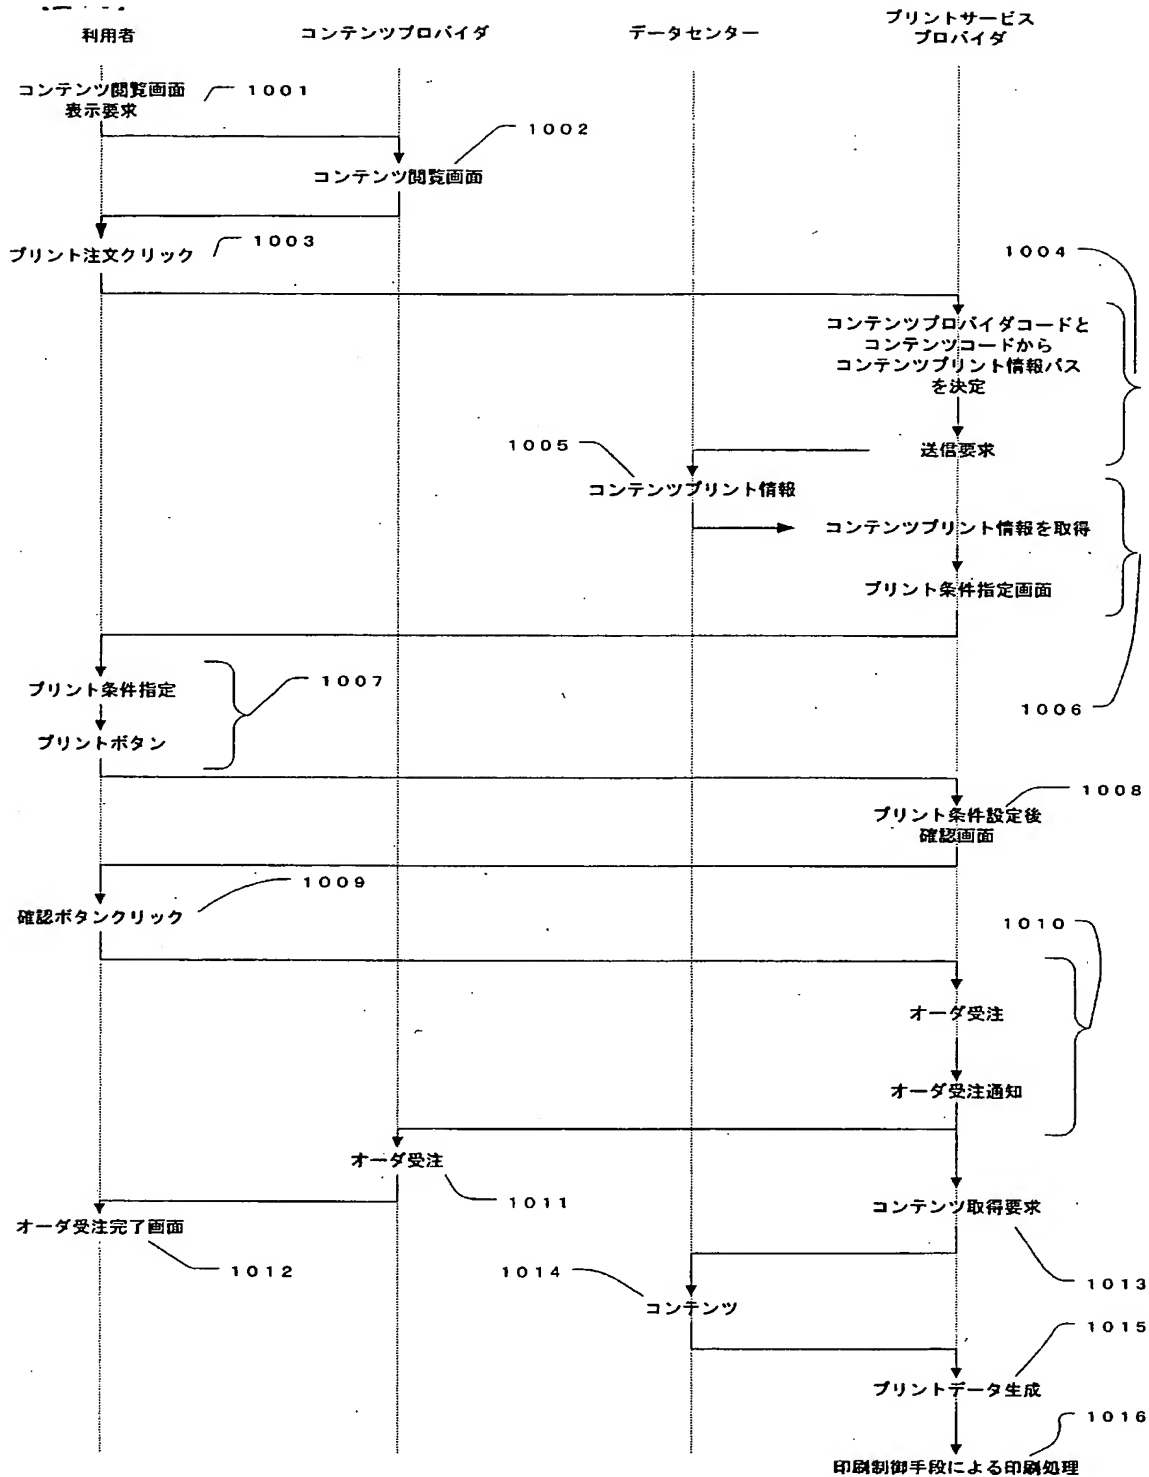 利用者
コンテンツプロバイダ
データセンター
プリントサービス
プロバイダ
コンテンツ閲覧画面
表示要求
1001
1002
コンテンツ閲覧画面
プリント注文クリック
1003
1004
コンテンツプロバイダコードと
コンテンツコードから
コンテンツプリント情報パス
を決定
1005
送信要求
コンテンツプリント情報
コンテンツプリント情報を取得
プリント条件指定画面
プリント条件指定
1007
1006
プリントボタン
1008
プリント条件設定後
確認画面
1009
確認ボタンクリック
1010
オーダ受注
オーダ受注通知
オーダ受注
1011
コンテンツ取得要求
オーダ受注完了画面
1012
1014
1013
コンテンツ
1015
プリントデータ生成
1016
印刷制御手段による印刷処理